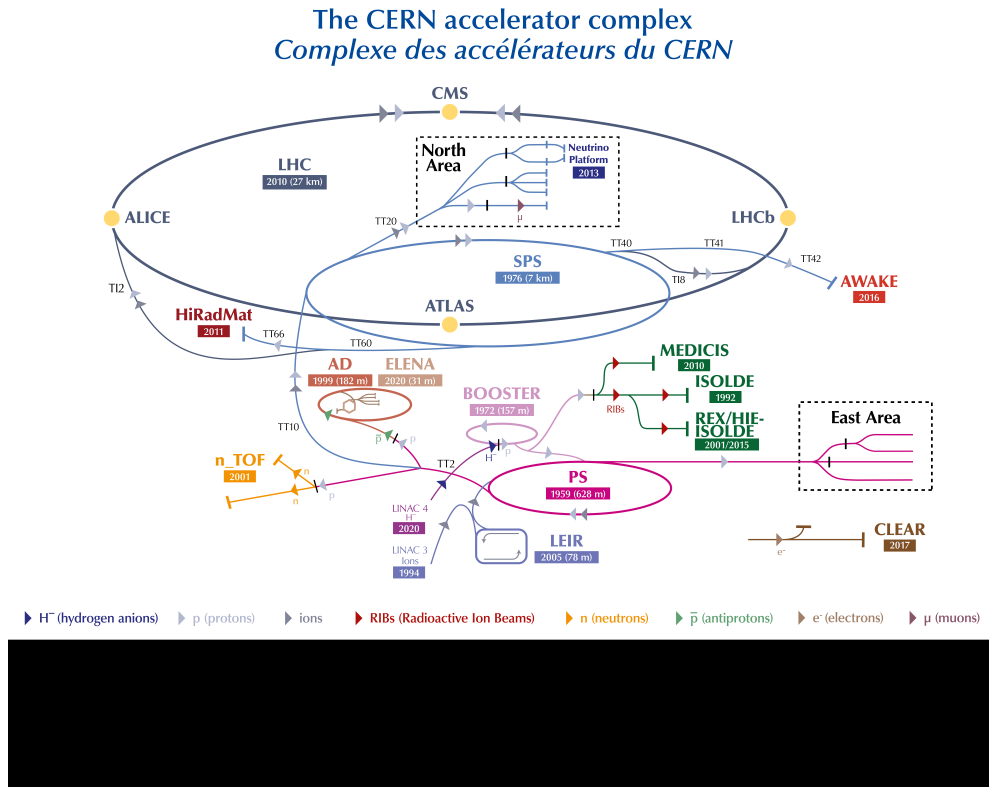 The CERN accelerator complex
Complexe des accélérateurs du CERN
CMS
LHC
2010 (27 km)
North
Area
Neutrino
Platform
2013
μ
ALICE
LHCb
TT20
SPS
1976 (7 km)
TT40
TT41
TT42
TI8
AWAKE
2016
TI2
ATLAS
HiRadMat
2011
TT66
TT60
AD
1999 (182 m)
ELENA
2020 (31 m)
MEDICIS
2010
ISOLDE
1992
RIBs
REX/HIE-
ISOLDE
2001/2015
BOOSTER
1972 (157 m)
H⁻
p
East Area
TT10
p̅
p
n_TOF
2001
n
n
p
TT2
PS
1959 (628 m)
LINAC 4
H⁻
2020
LINAC 3
Ions
1994
LEIR
2005 (78 m)
CLEAR
2017
e-
H⁻ (hydrogen anions)
p (protons)
ions
RIBs (Radioactive Ion Beams)
n (neutrons)
p̅ (antiprotons)
e- (electrons)
μ (muons)